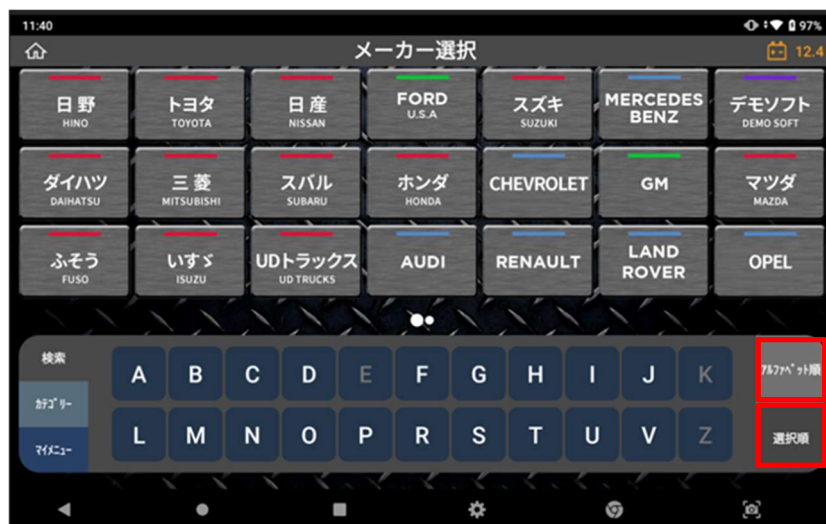 11:40
97%
メーカー選択
12.4
日野
HINO
トヨタ
TOYOTA
日産
NISSAN
FORD
U.S.A
スズキ
SUZUKI
MERCEDES
BENZ
デモソフト
DEMO SOFT
ダイハツ
DAIHATSU
三菱
MITSUBISHI
スバル
SUBARU
ホンダ
HONDA
CHEVROLET
GM
マツダ
MAZDA
ふそう
FUSO
いすゞ
ISUZU
UDトラックス
UD TRUCKS
AUDI
RENAULT
LAND
ROVER
OPEL
検索
ｶﾃｺﾞﾘｰ
ﾏｲﾒﾆｭｰ
A B C D E F G H I J K
L M N O P R S T U V Z
ｱﾙﾌｧﾍﾞｯﾄ順
選択順